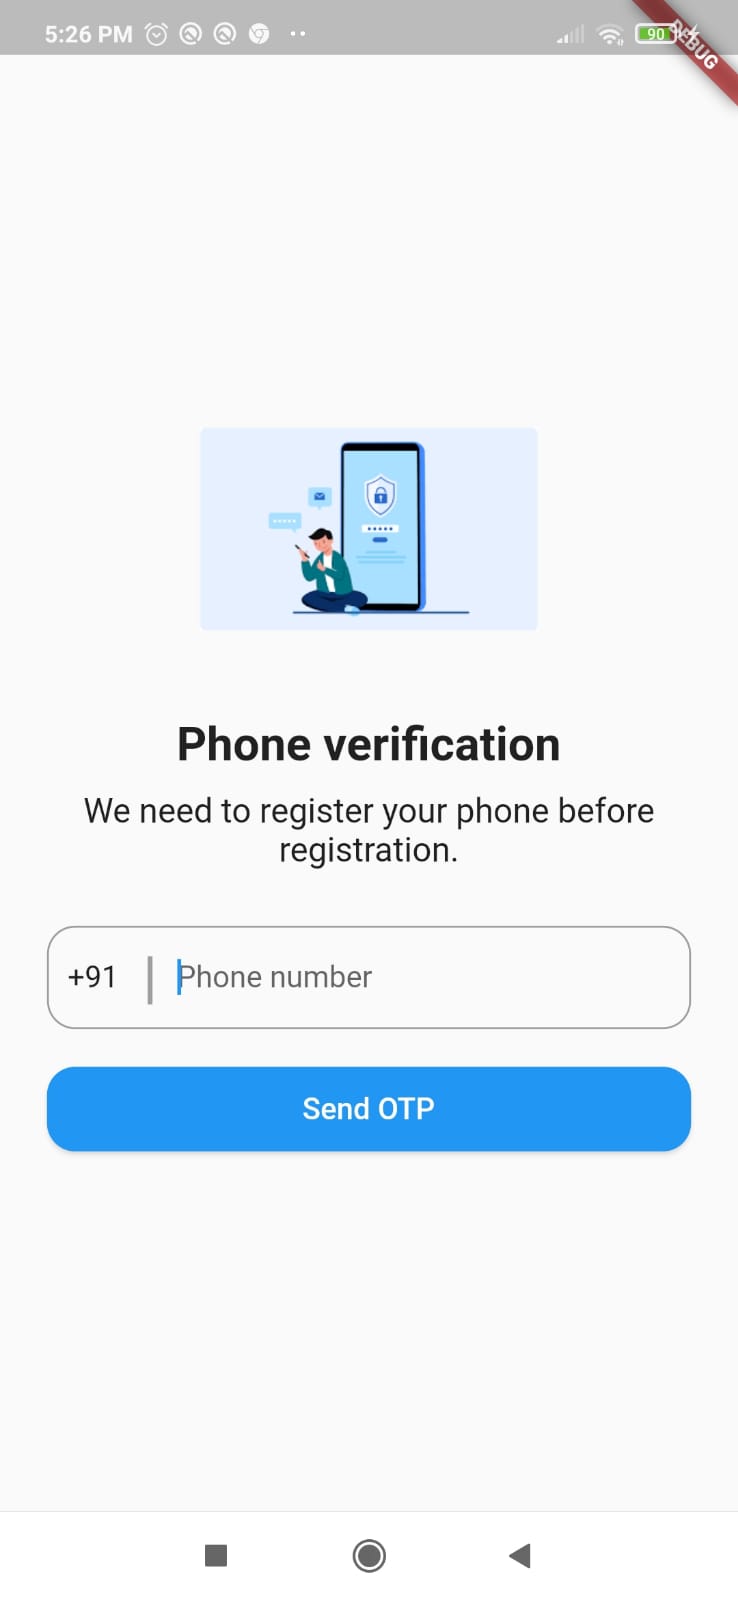 5:26 PM
90
DEBUG
Phone verification
We need to register your phone before
registration.
+91
Phone number
Send OTP